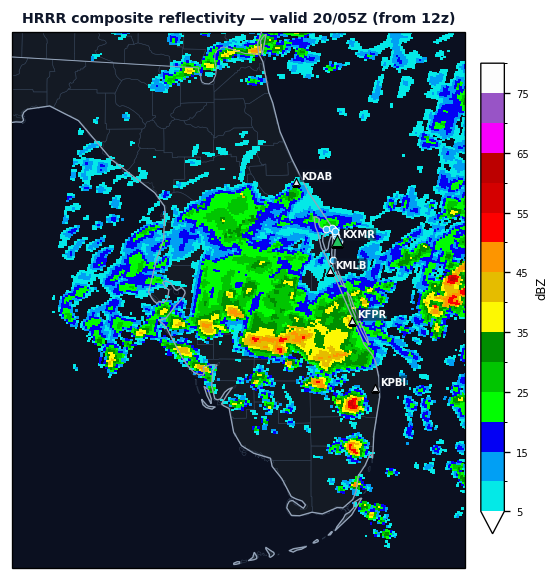 HRRR composite reflectivity — valid 20/05Z (from 12z)
KDAB
KXMR
KMLB
KFPR
KPBI
75
65
55
45
35
25
15
5
dBZ